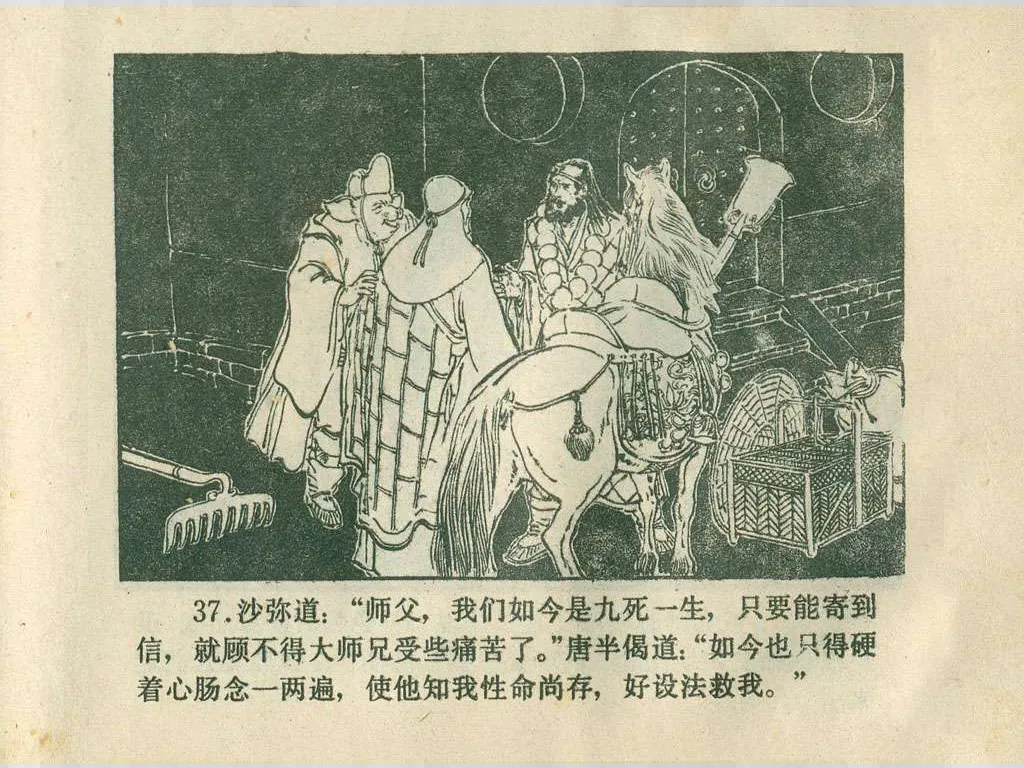 37.沙弥道：“师父，我们如今是九死一生，只要能寄到
信，就顾不得大师兄受些痛苦了。”唐半偈道：“如今也只得硬
着心肠念一两遍，使他知我性命尚存，好设法救我。”